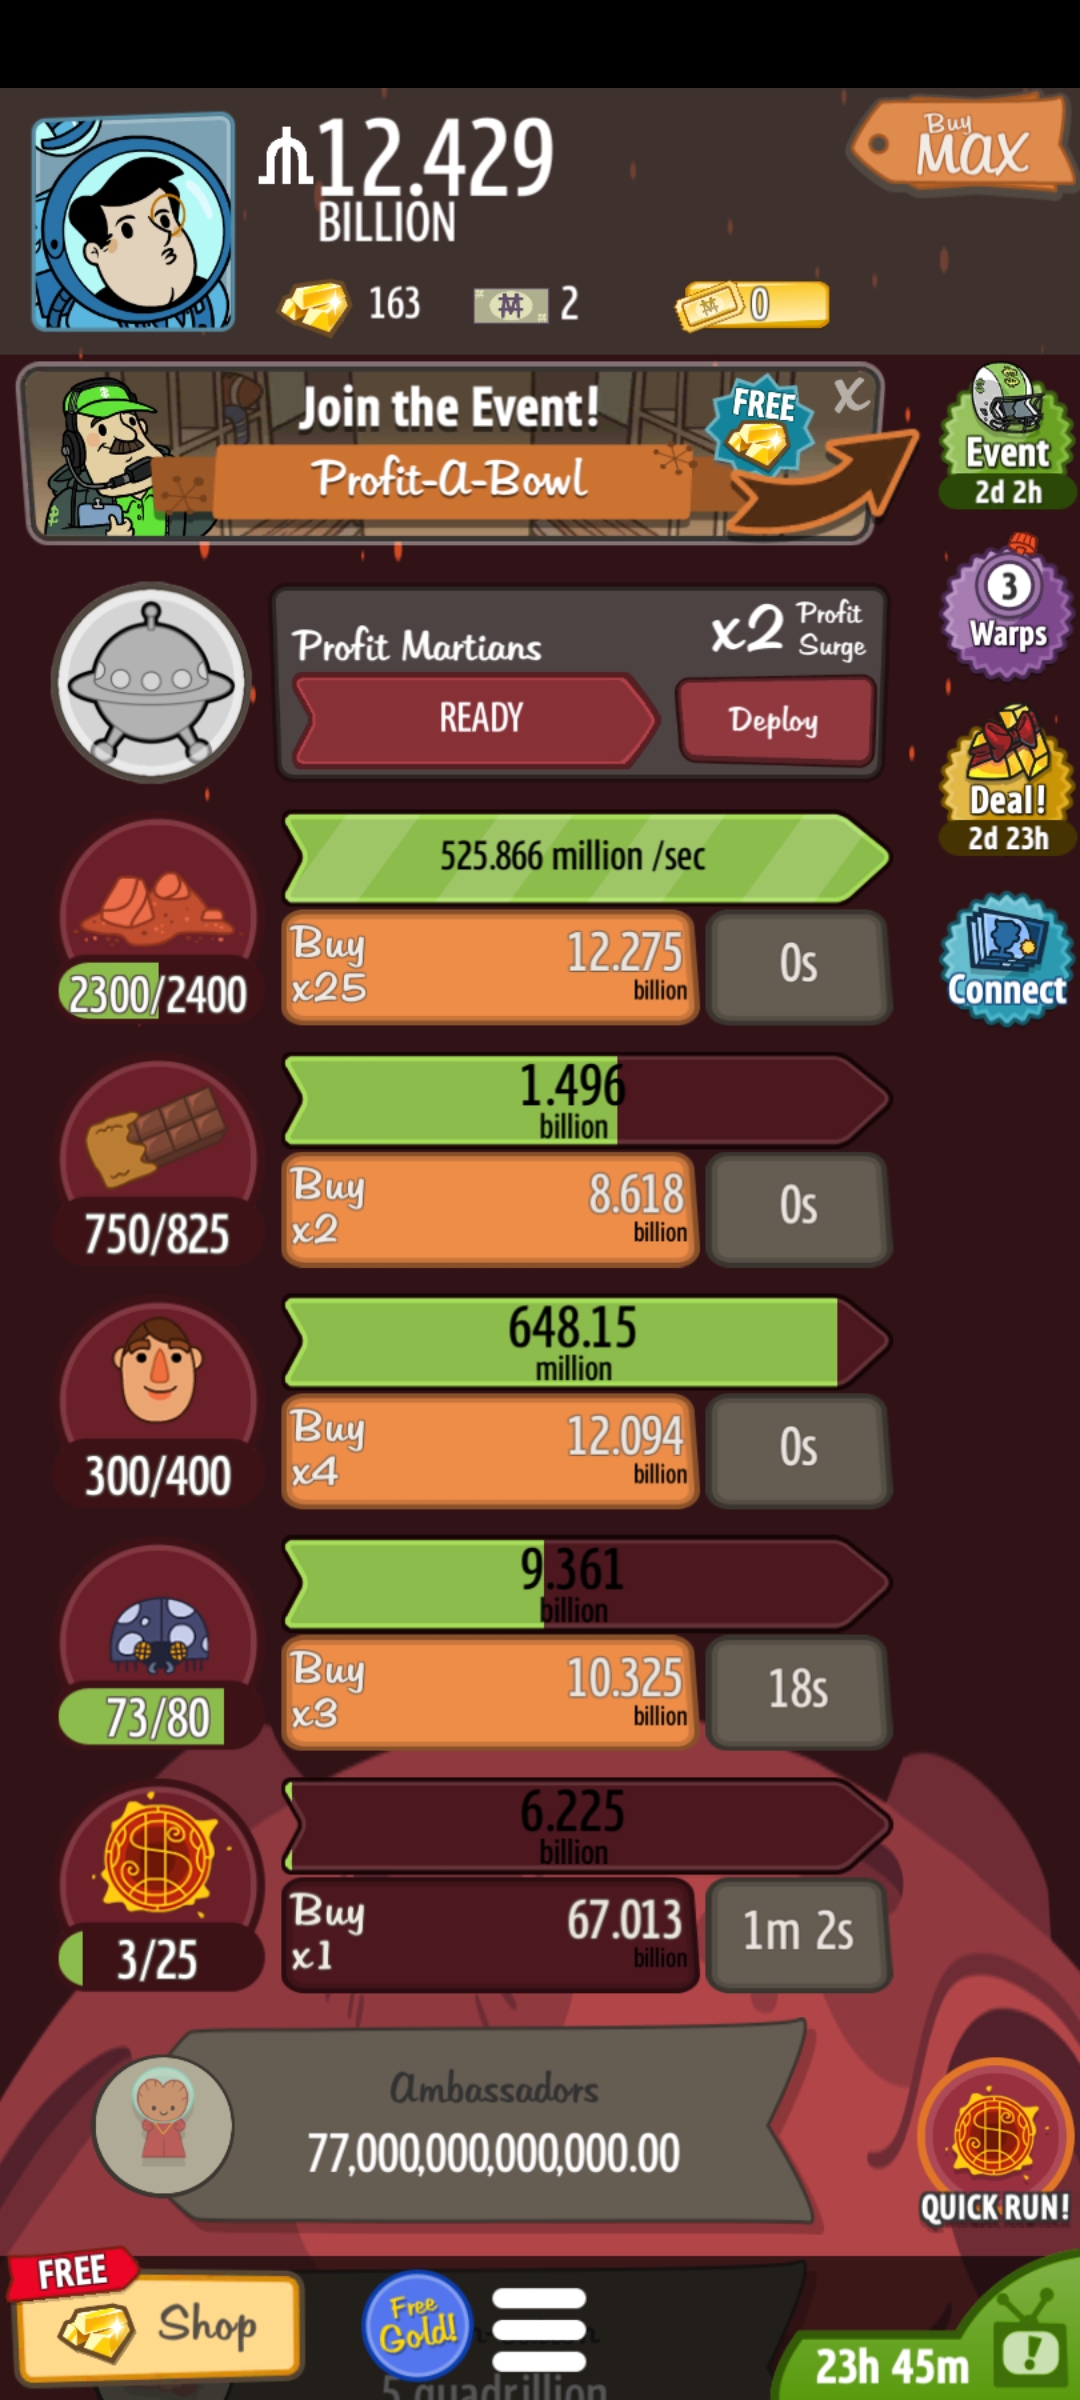 12.429
BILLION
Buy
MAX
163
2
0
Join the Event!
Profit-A-Bowl
FREE
X
Event
2d 2h
3
Warps
Profit Martians
x2 Profit Surge
READY
Deploy
Deal!
2d 23h
525.866 million /sec
2300/2400
Buy x25
12.275 billion
0s
Connect
1.496
billion
750/825
Buy x2
8.618 billion
0s
648.15
million
300/400
Buy x4
12.094 billion
0s
9.361
billion
73/80
Buy x3
10.325 billion
18s
6.225
billion
3/25
Buy x1
67.013 billion
1m 2s
Ambassadors
77,000,000,000,000.00
QUICK RUN!
FREE
Shop
Free Gold!
5 quadrillion
23h 45m